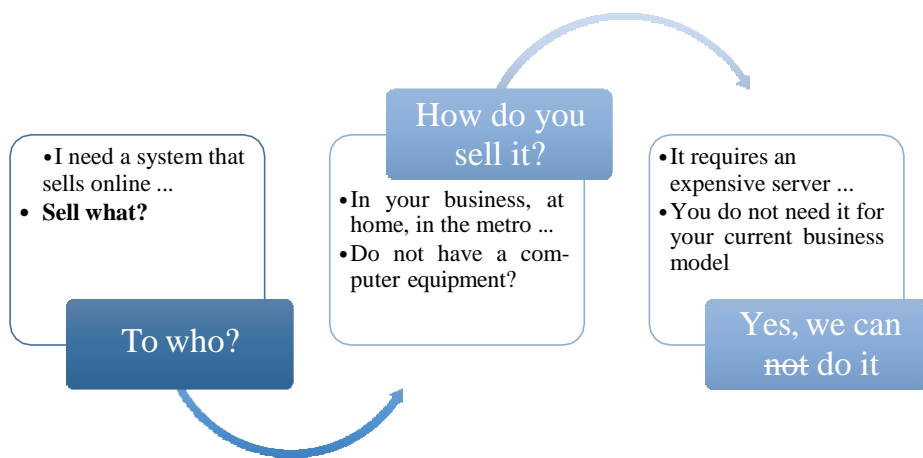 •I need a system that
sells online ...
• Sell what?
To who?
How do you
sell it?
•In your business, at
home, in the metro ...
•Do not have a com-
puter equipment?
•It requires an
expensive server ...
•You do not need it for
your current business
model
Yes, we can
not do it